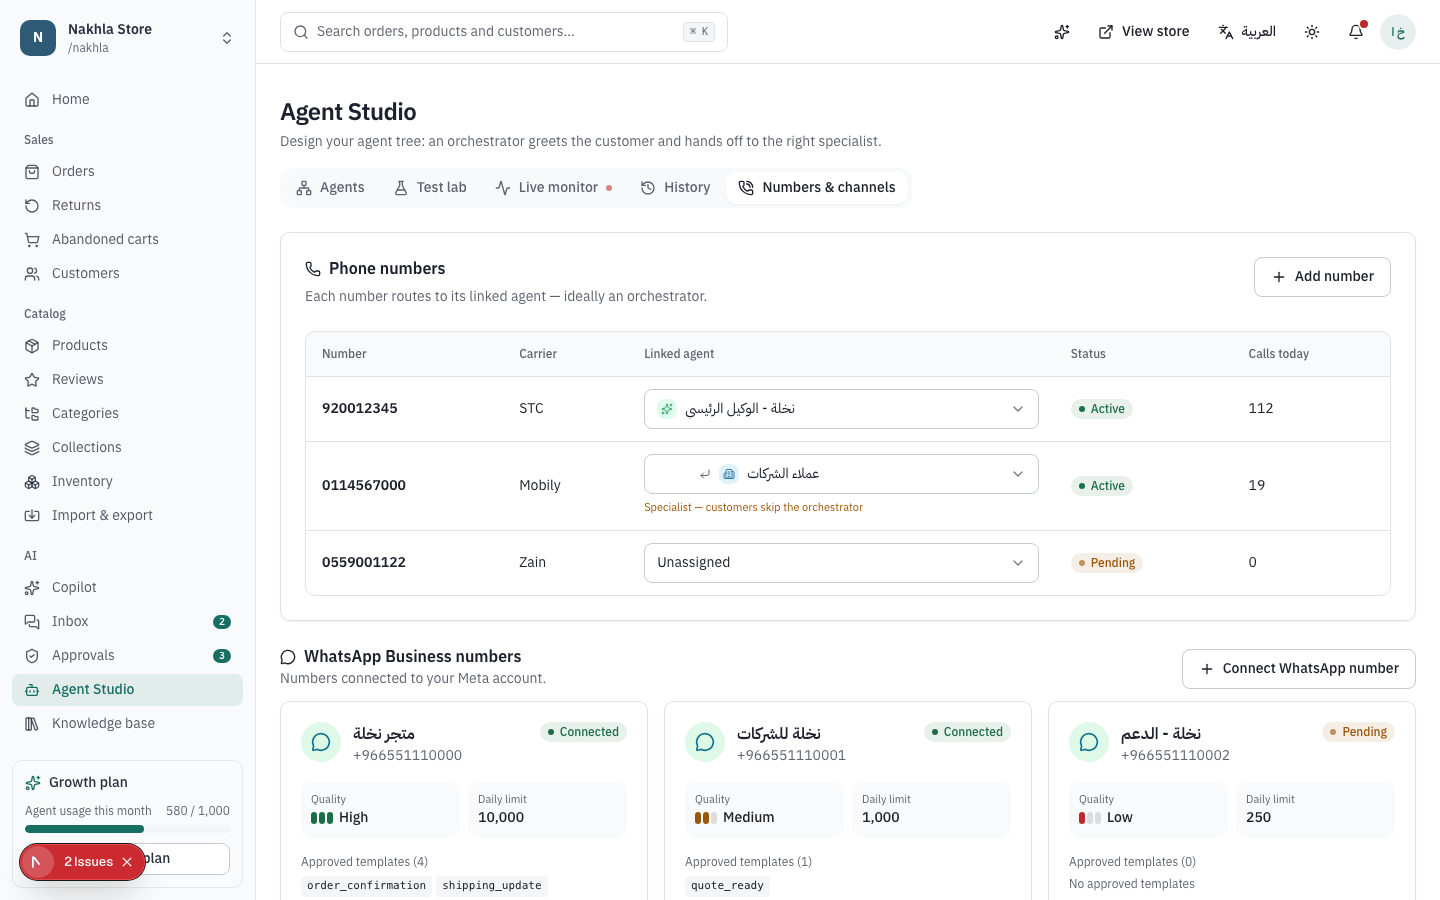 N
Nakhla Store
/nakhla
Search orders, products and customers...
⌘ K
View store
العربية
خ ا
Home
Sales
Orders
Returns
Abandoned carts
Customers
Catalog
Products
Reviews
Categories
Collections
Inventory
Import & export
AI
Copilot
Inbox
2
Approvals
3
Agent Studio
Knowledge base
Growth plan
Agent usage this month
580 / 1,000
plan
2 Issues
Agent Studio
Design your agent tree: an orchestrator greets the customer and hands off to the right specialist.
Agents
Test lab
Live monitor
History
Numbers & channels
Phone numbers
Each number routes to its linked agent — ideally an orchestrator.
Add number
Number Carrier Linked agent Status Calls today
920012345 STC نخلة - الوكيل الرئيسي Active 112
0114567000 Mobily عملاء الشركات Active 19
Specialist — customers skip the orchestrator
0559001122 Zain Unassigned Pending 0
WhatsApp Business numbers
Numbers connected to your Meta account.
Connect WhatsApp number
متجر نخلة
Connected
+966551110000
Quality
High
Daily limit
10,000
Approved templates (4)
order_confirmation
shipping_update
نخلة للشركات
Connected
+966551110001
Quality
Medium
Daily limit
1,000
Approved templates (1)
quote_ready
نخلة - الدعم
Pending
+966551110002
Quality
Low
Daily limit
250
Approved templates (0)
No approved templates